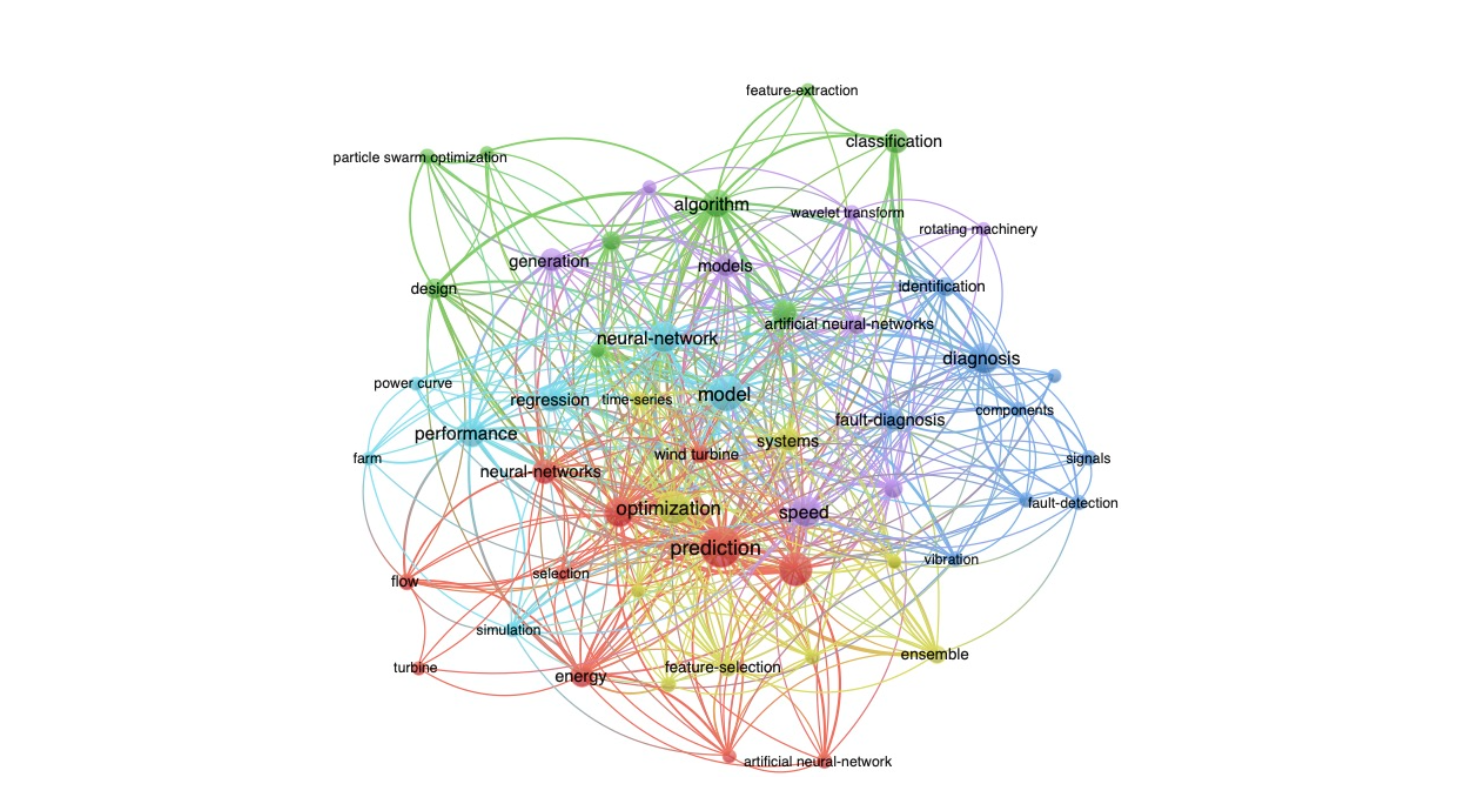 feature-extraction
classification
particle swarm optimization
algorithm
wavelet transform
rotating machinery
generation
models
design
identification
artificial neural-networks
neural-network
diagnosis
power curve
regression
time-series
model
components
fault-diagnosis
performance
systems
wind turbine
farm
signals
neural-networks
fault-detection
optimization
speed
prediction
vibration
selection
flow
simulation
ensemble
turbine
feature-selection
energy
artificial neural-network